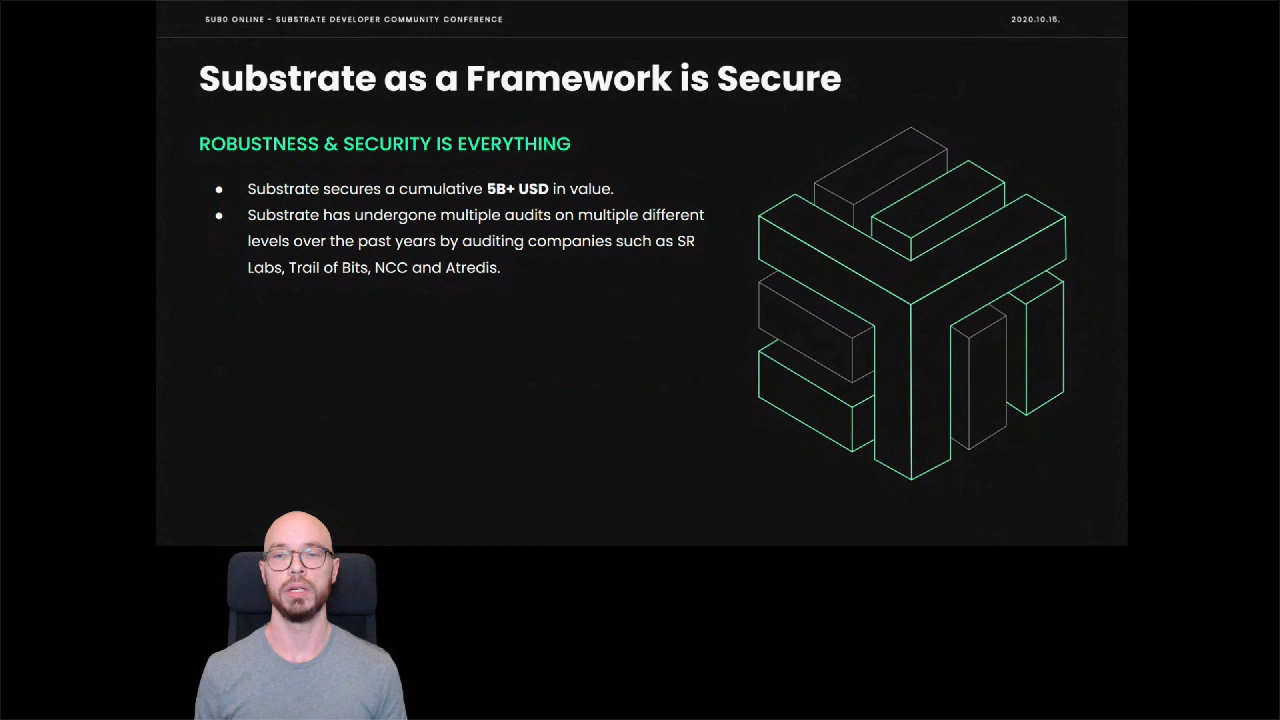 SUB0 ONLINE - SUBSTRATE DEVELOPER COMMUNITY CONFERENCE
2020.10.15.
Substrate as a Framework is Secure
ROBUSTNESS & SECURITY IS EVERYTHING
● Substrate secures a cumulative 5B+ USD in value.
● Substrate has undergone multiple audits on multiple different
levels over the past years by auditing companies such as SR
Labs, Trail of Bits, NCC and Atredis.